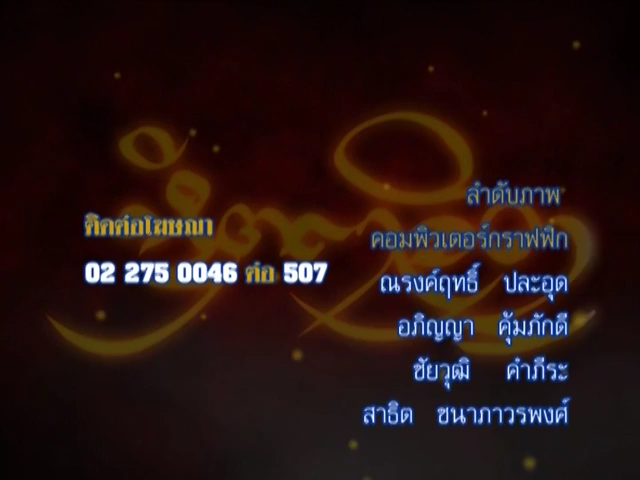 ติดต่อโฆษณา
02 275 0046 ต่อ 507
ลำดับภาพ
คอมพิวเตอร์กราฟฟิก
ณรงค์ฤทธิ์ ปละอุด
อภิญญา คุ้มภักดี
ชัยวุฒิ คำภีระ
สาธิต ชนาภาวรพงศ์